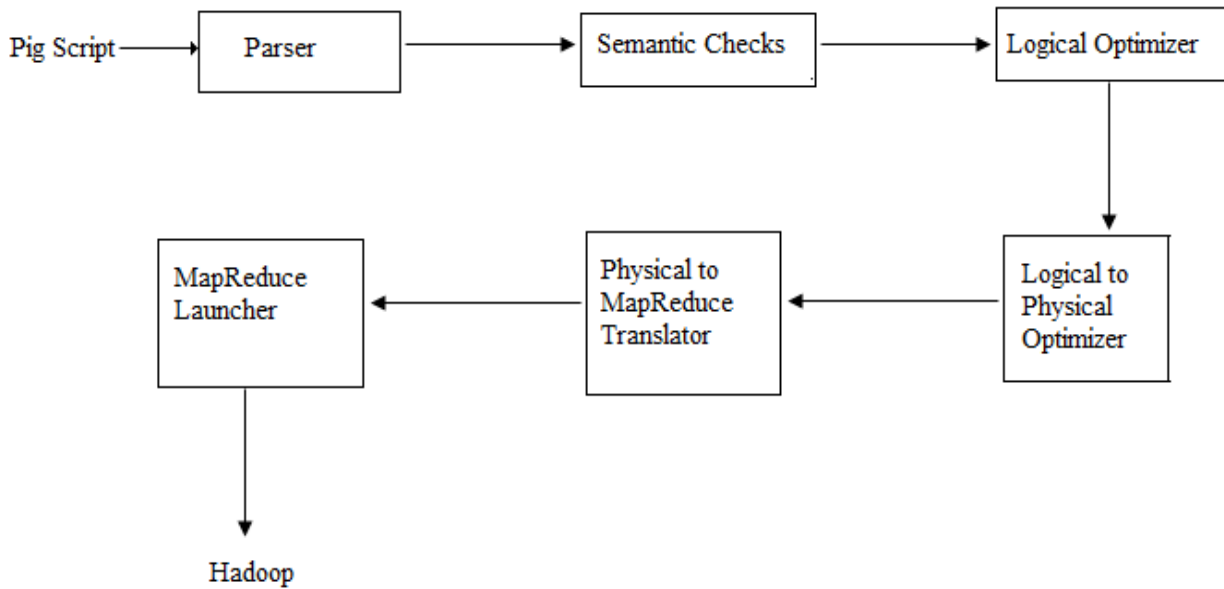 Pig Script
Parser
Semantic Checks
Logical Optimizer
MapReduce
Launcher
Physical to
MapReduce
Translator
Logical to
Physical
Optimizer
Hadoop